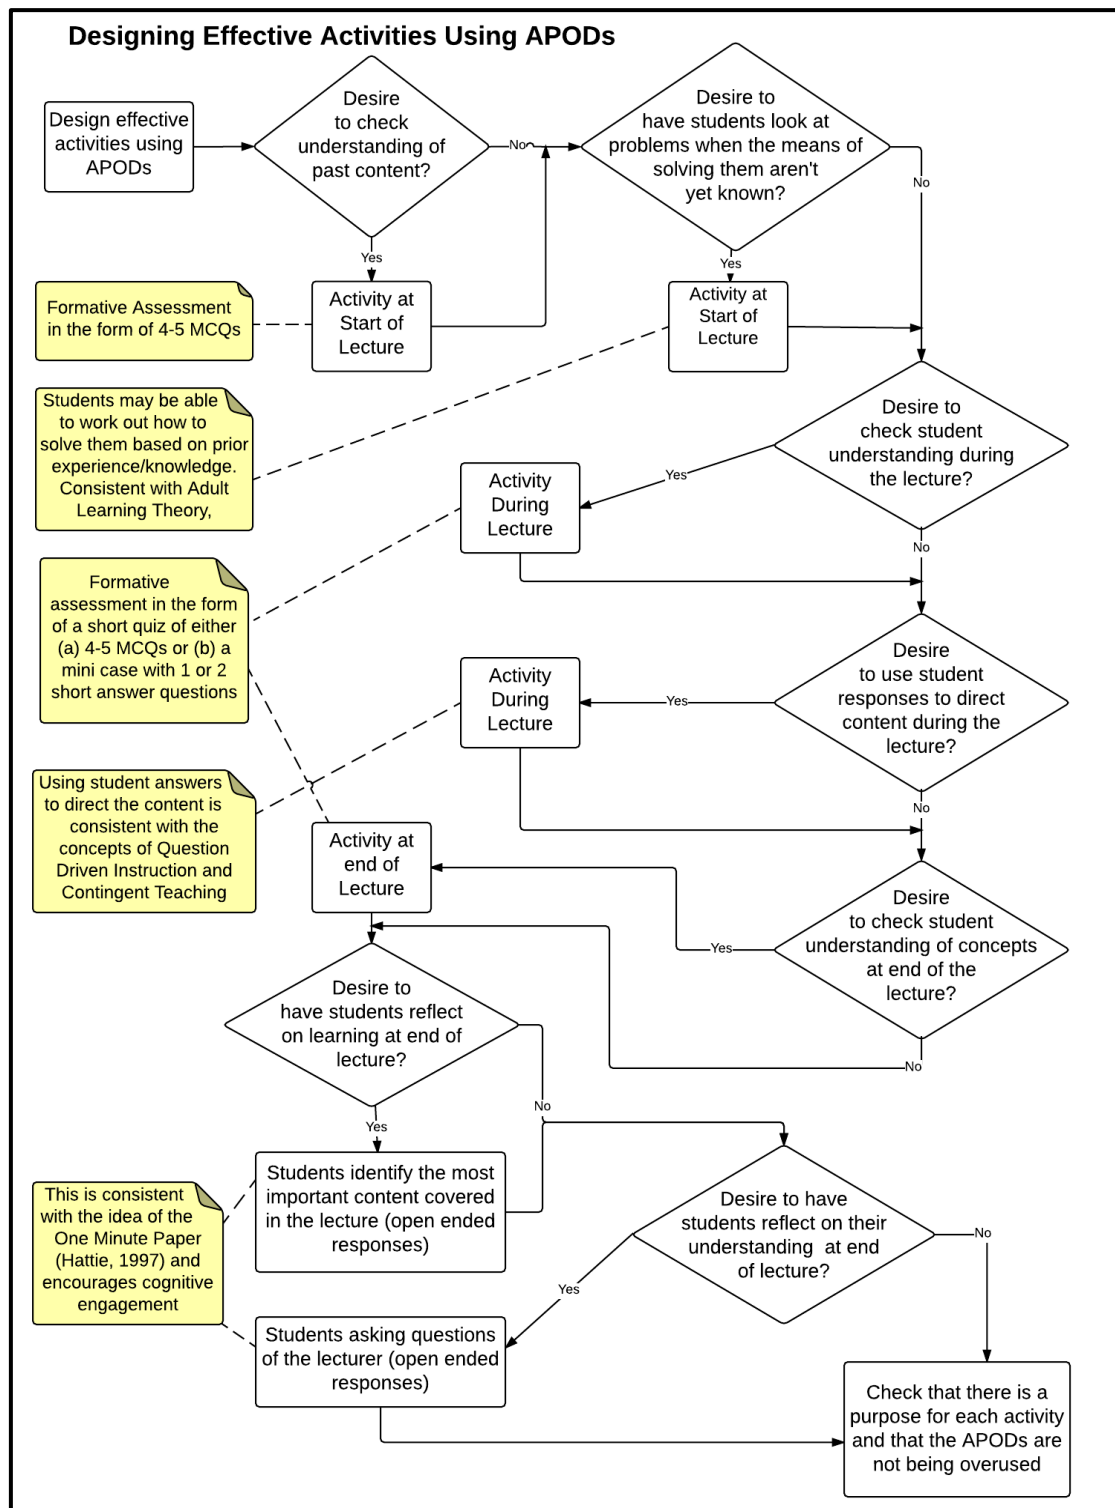 Designing Effective Activities Using APODs
Design effective
activities using
APODs
Desire
to check
understanding of
past content?
No
Desire to
have students look at
problems when the means of
solving them aren't
yet known?
No
Yes
Yes
Formative Assessment
in the form of 4-5 MCQs
Activity at
Start of
Lecture
Activity at
Start of
Lecture
Students may be able
to work out how to
solve them based on prior
experience/knowledge.
Consistent with Adult
Learning Theory,
Desire to
check student
understanding during
the lecture?
Yes
Activity
During
Lecture
No
Formative
assessment in the form
of a short quiz of either
(a) 4-5 MCQs or (b) a
mini case with 1 or 2
short answer questions
Desire
to use student
responses to direct
content during the
lecture?
Yes
Activity
During
Lecture
No
Using student answers
to direct the content is
consistent with the
concepts of Question
Driven Instruction and
Contingent Teaching
Activity at
end of
Lecture
Desire
to check student
understanding of concepts
at end of the
lecture?
Yes
No
Desire to
have students reflect
on learning at end of
lecture?
No
Yes
Students identify the most
important content covered
in the lecture (open ended
responses)
This is consistent
with the idea of the
One Minute Paper
(Hattie, 1997) and
encourages cognitive
engagement
Desire to have
students reflect on their
understanding at end
of lecture?
No
Yes
Students asking questions
of the lecturer (open ended
responses)
Check that there is a
purpose for each activity
and that the APODs are
not being overused